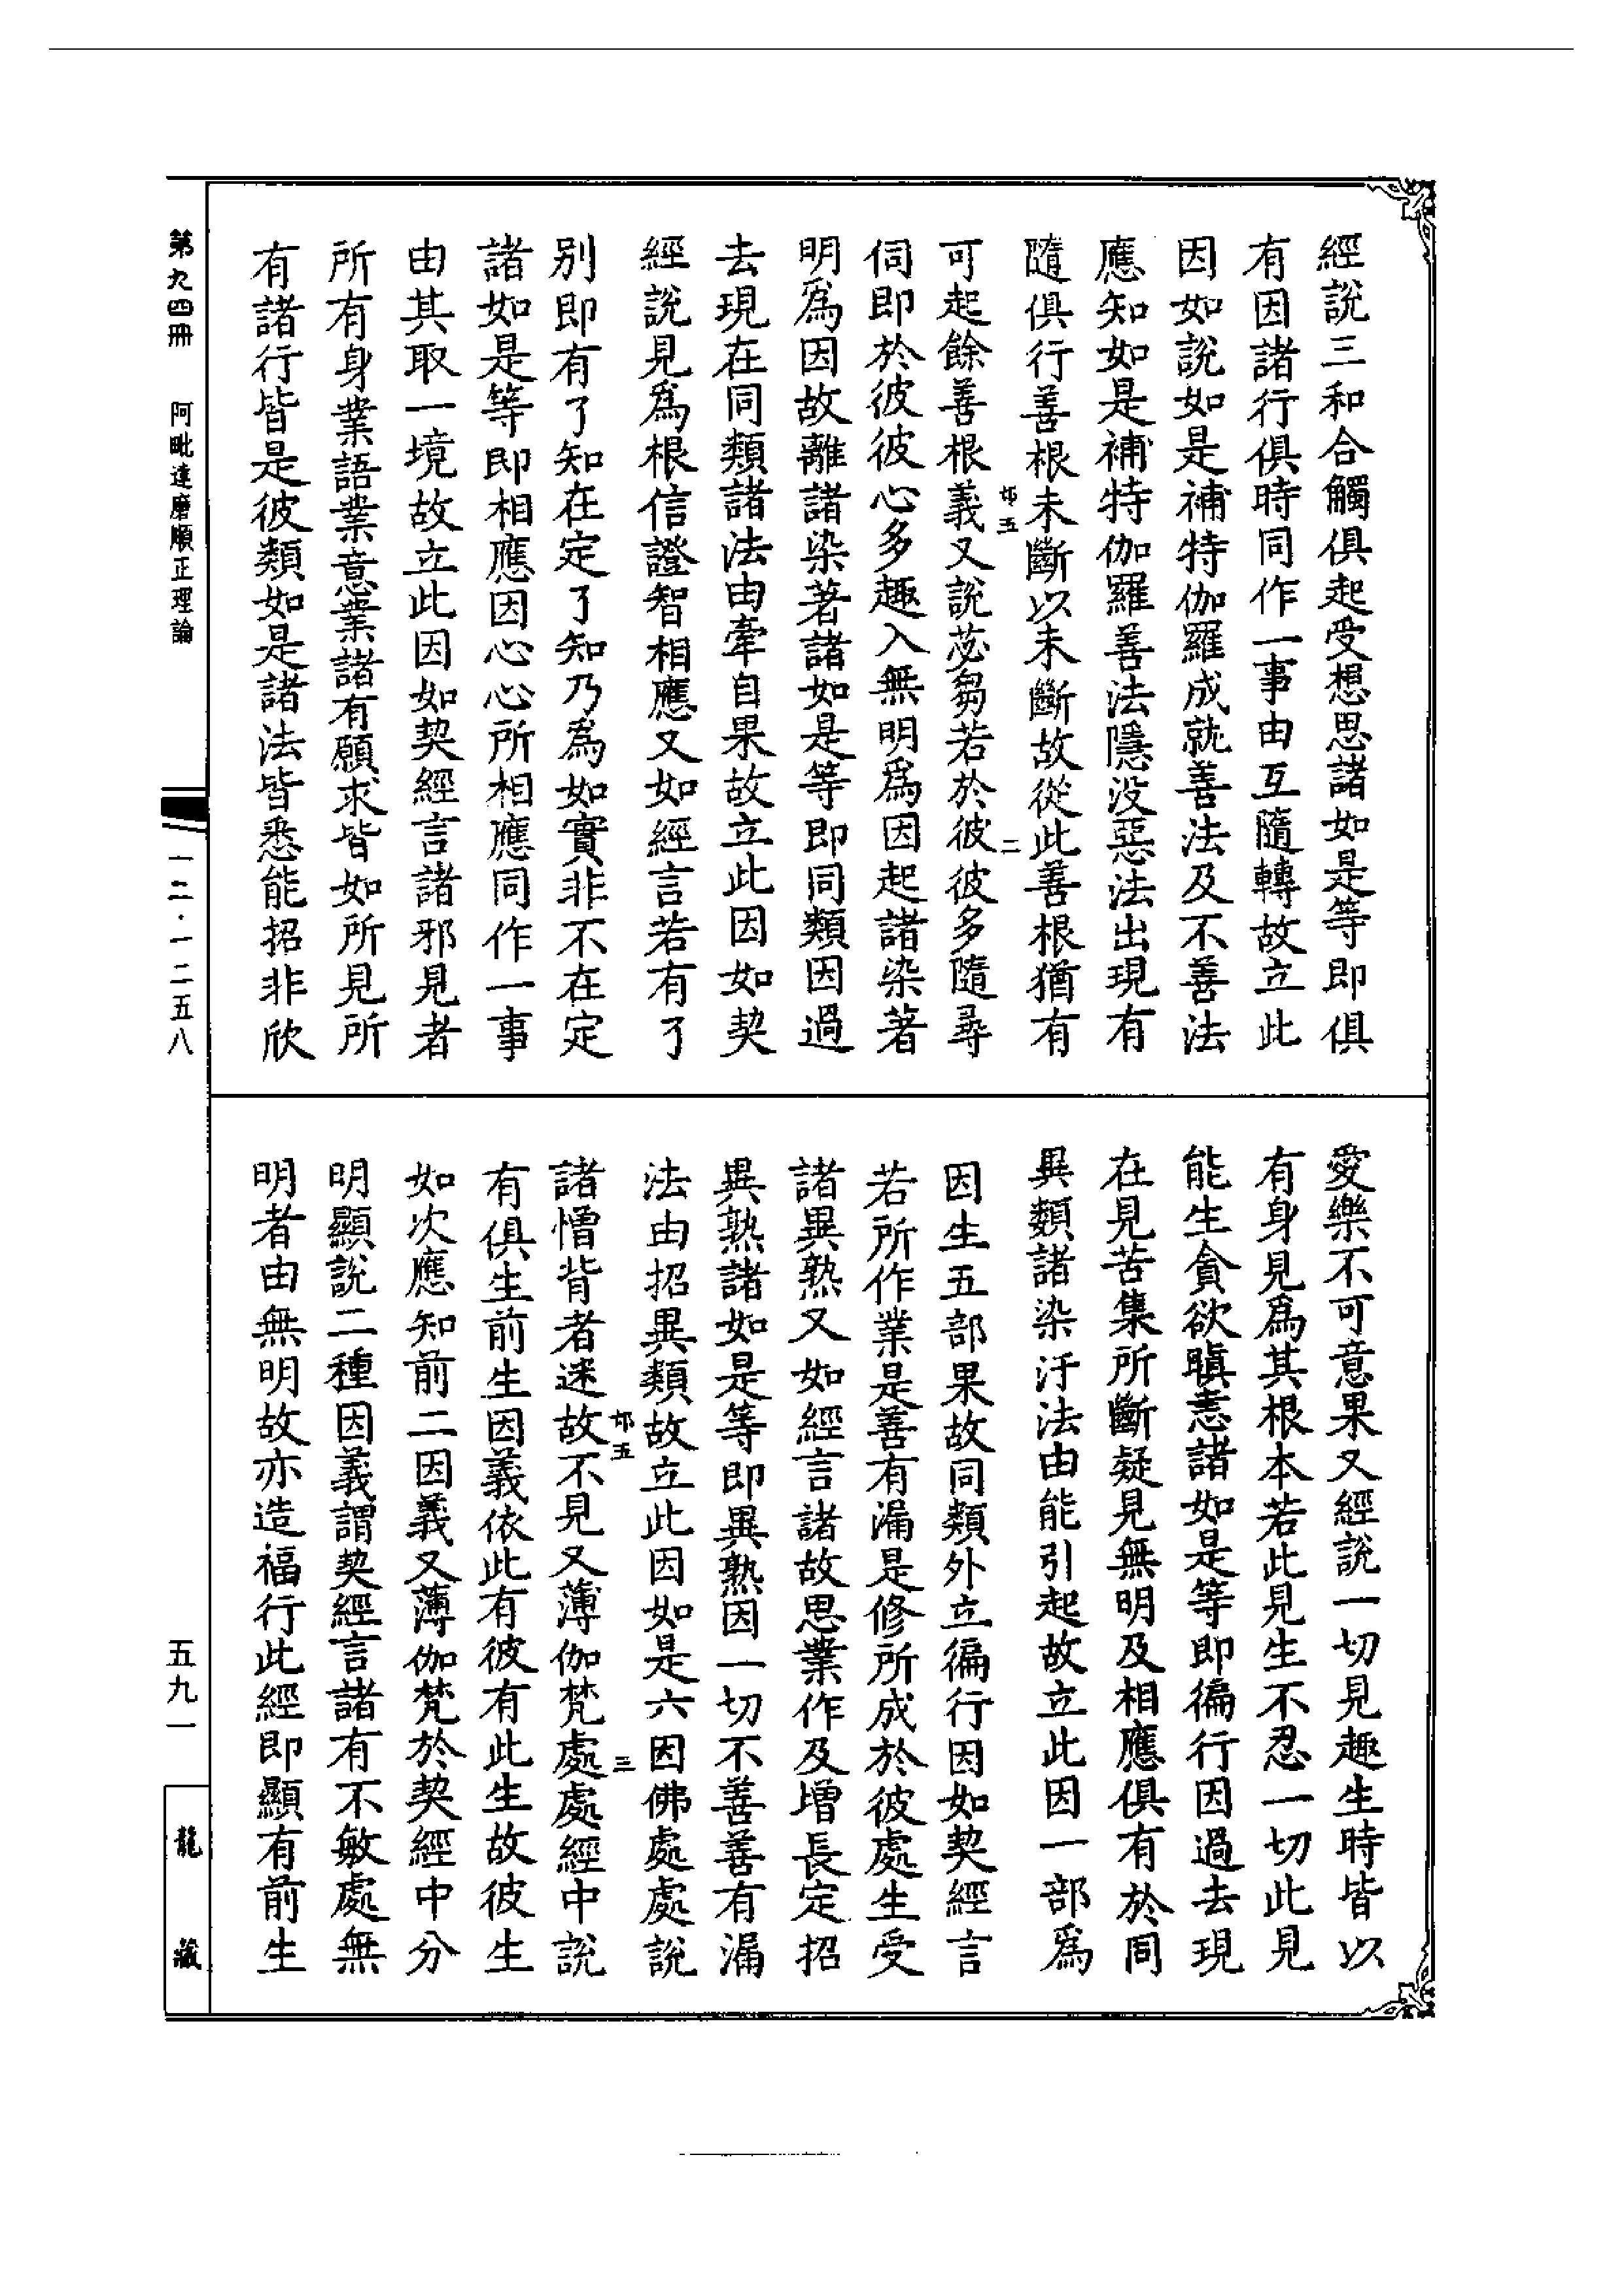 經說三和合觸俱起受想思諸如是等即俱
有因諸行俱時同作一事由互隨轉故立此
因如說如是補特伽羅成就善法及不善法
應知如是補特伽羅善法隱没惡法出現有
隨俱行善根未斷以未斷故從此善根猶有
邶五
二
可起餘善根義又說苾芻若於彼彼多隨尋
伺即於彼彼心多趣入無明爲因起諸染著
明爲因故離諸染著諸如是等即同類因過
去現在同類諸法由牽自果故立此因如契
經說見爲根信證智相應又如經言若有了
別即有了知在定了知乃爲如實非不在定
諸如是等即相應因心心所相應同作一事
由其取一境故立此因如契經言諸邪見者
所有身業語業意業諸有願求皆如所見所
有諸行皆是彼類如是諸法皆悉能招非欣
愛樂不可意果又經說一切見趣生時皆以
有身見爲其根本若此見生不忍一切此見
能生貪欲瞋恚諸如是等即徧行因過去現
在見苦集所斷疑見無明及相應俱有於同
異類諸染汙法由能引起故立此因一部爲
因生五部果故同類外立徧行因如契經言
若所作業是善有漏是修所成於彼處生受
諸異熟又如經言諸故思業作及增長定招
異熟諸如是等即異熟因一切不善善有漏
法由招異類故立此因如是六因佛處處說
邶五
三
諸憎背者迷故不見又薄伽梵處處經中說
有俱生前生因義依此有彼有此生故彼生
如次應知前二因義又薄伽梵於契經中分
明顯說二種因義謂契經言諸有不敏處無
明者由無明故亦造福行此經即顯有前生
第九四冊
阿毗達磨順正理論
一二·一二五八
五九一
龍藏